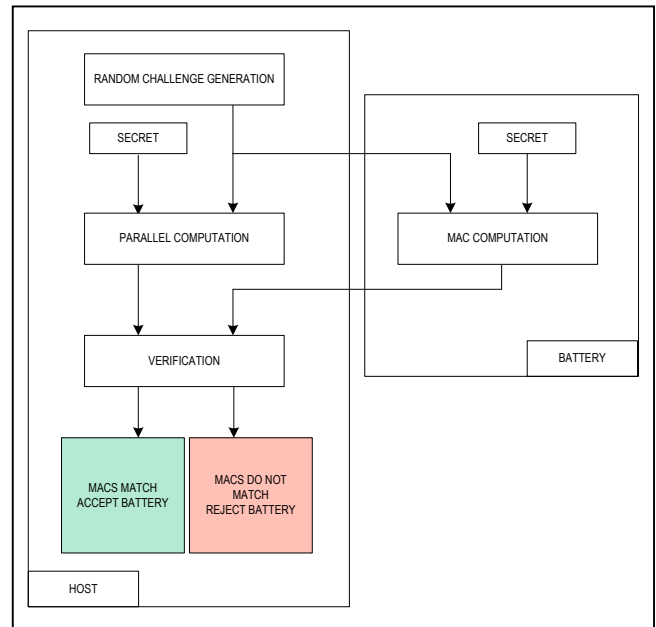 RANDOM CHALLENGE GENERATION
SECRET
SECRET
PARALLEL COMPUTATION
MAC COMPUTATION
VERIFICATION
BATTERY
MACS MATCH
ACCEPT BATTERY
MACS DO NOT
MATCH
REJECT BATTERY
HOST